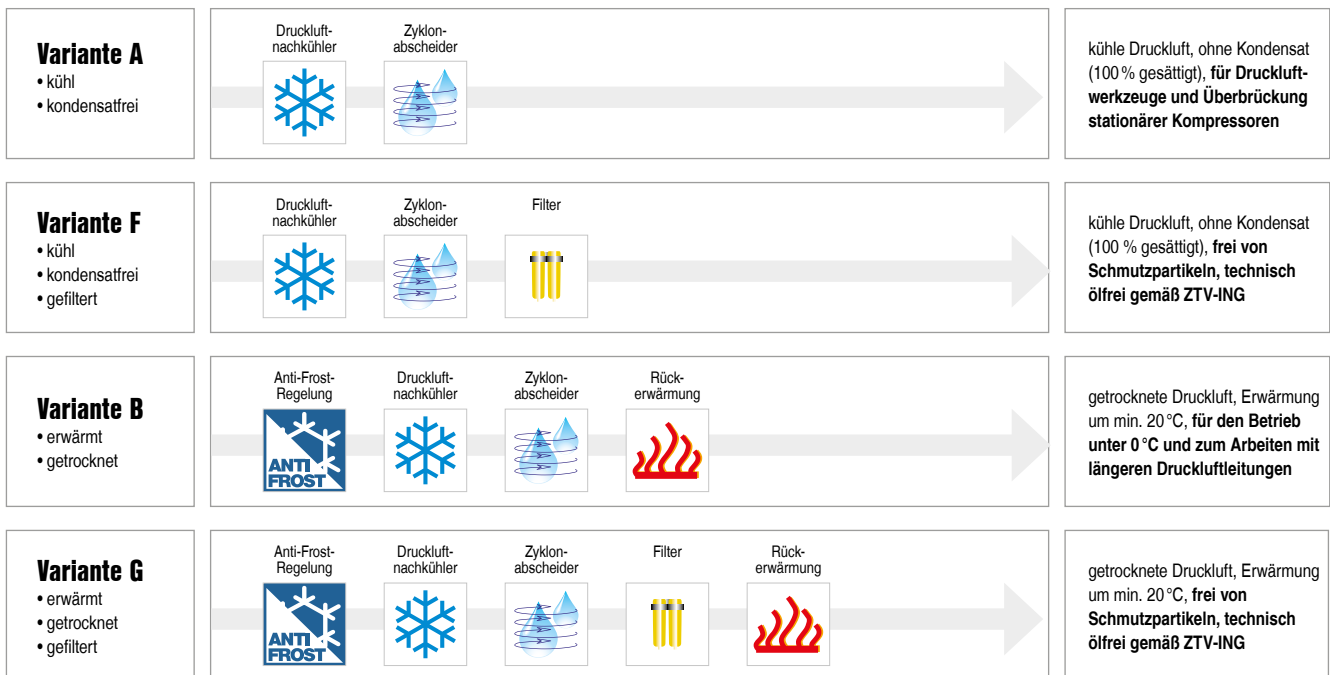 Variante A
• kühl
• kondensatfrei
Druckluft-
nachkühler
Zyklon-
abscheider
kühle Druckluft, ohne Kondensat
(100 % gesättigt), für Druckluft-
werkzeuge und Überbrückung
stationärer Kompressoren
Variante F
• kühl
• kondensatfrei
• gefiltert
Druckluft-
nachkühler
Zyklon-
abscheider
Filter
kühle Druckluft, ohne Kondensat
(100 % gesättigt), frei von
Schmutzpartikeln, technisch
ölfrei gemäß ZTV-ING
Variante B
• erwärmt
• getrocknet
Anti-Frost-
Regelung
ANTI
FROST
Druckluft-
nachkühler
Zyklon-
abscheider
Rück-
erwärmung
getrocknete Druckluft, Erwärmung
um min. 20 °C, für den Betrieb
unter 0 °C und zum Arbeiten mit
längeren Druckluftleitungen
Variante G
• erwärmt
• getrocknet
• gefiltert
Anti-Frost-
Regelung
ANTI
FROST
Druckluft-
nachkühler
Zyklon-
abscheider
Filter
Rück-
erwärmung
getrocknete Druckluft, Erwärmung
um min. 20 °C, frei von
Schmutzpartikeln, technisch
ölfrei gemäß ZTV-ING